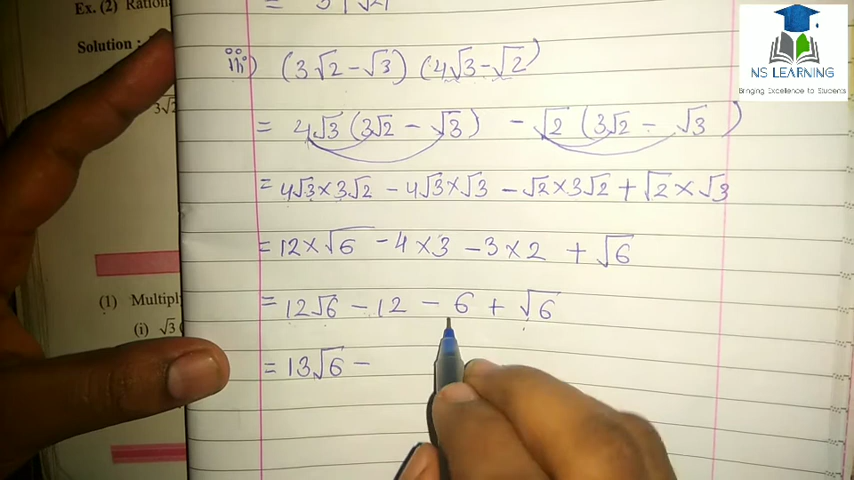 Ex. (2) Ration
Solution :
3√2
(1) Multipl
(i) √3
iii) (3√2 - √3) (4√3 - √2)
= 4√3 (3√2 - √3) - √2 (3√2 - √3)
= 4√3 × 3√2 - 4√3 × √3 - √2 × 3√2 + √2 × √3
= 12 × √6 - 4 × 3 - 3 × 2 + √6
= 12√6 - 12 - 6 + √6
= 13√6 -
NS LEARNING
Bringing Excellence to Students